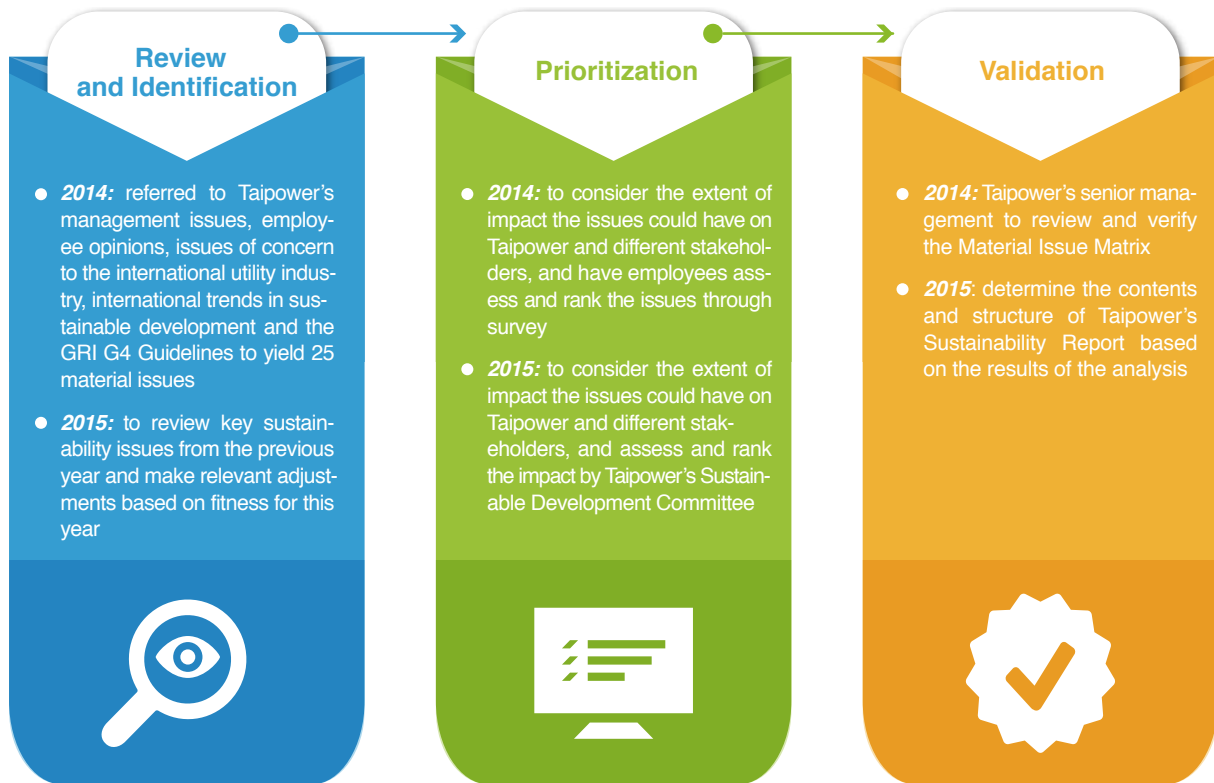 Review
and Identification
● 2014: referred to Taipower's
management issues, employ-
ee opinions, issues of concern
to the international utility indus-
try, international trends in sus-
tainable development and the
GRI G4 Guidelines to yield 25
material issues
● 2015: to review key sustain-
ability issues from the previous
year and make relevant adjust-
ments based on fitness for this
year
Prioritization
● 2014: to consider the extent of
impact the issues could have on
Taipower and different stakehol-
ders, and have employees ass-
ess and rank the issues through
survey
● 2015: to consider the extent of
impact the issues could have on
Taipower and different stak-
eholders, and assess and rank
the impact by Taipower's Sustain-
able Development Committee
Validation
● 2014: Taipower's senior mana-
gement to review and verify
the Material Issue Matrix
● 2015: determine the contents
and structure of Taipower's
Sustainability Report based
on the results of the analysis